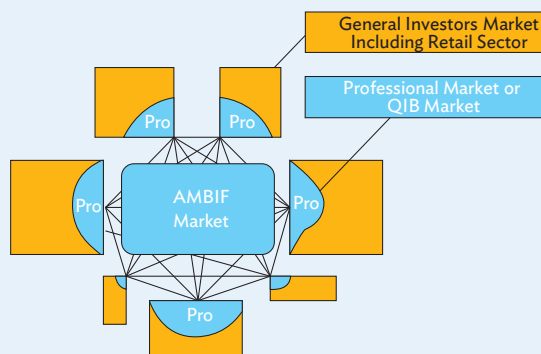 General Investors Market
Including Retail Sector
Professional Market or
QIB Market
Pro
Pro
Pro
AMBIF
Market
Pro
Pro